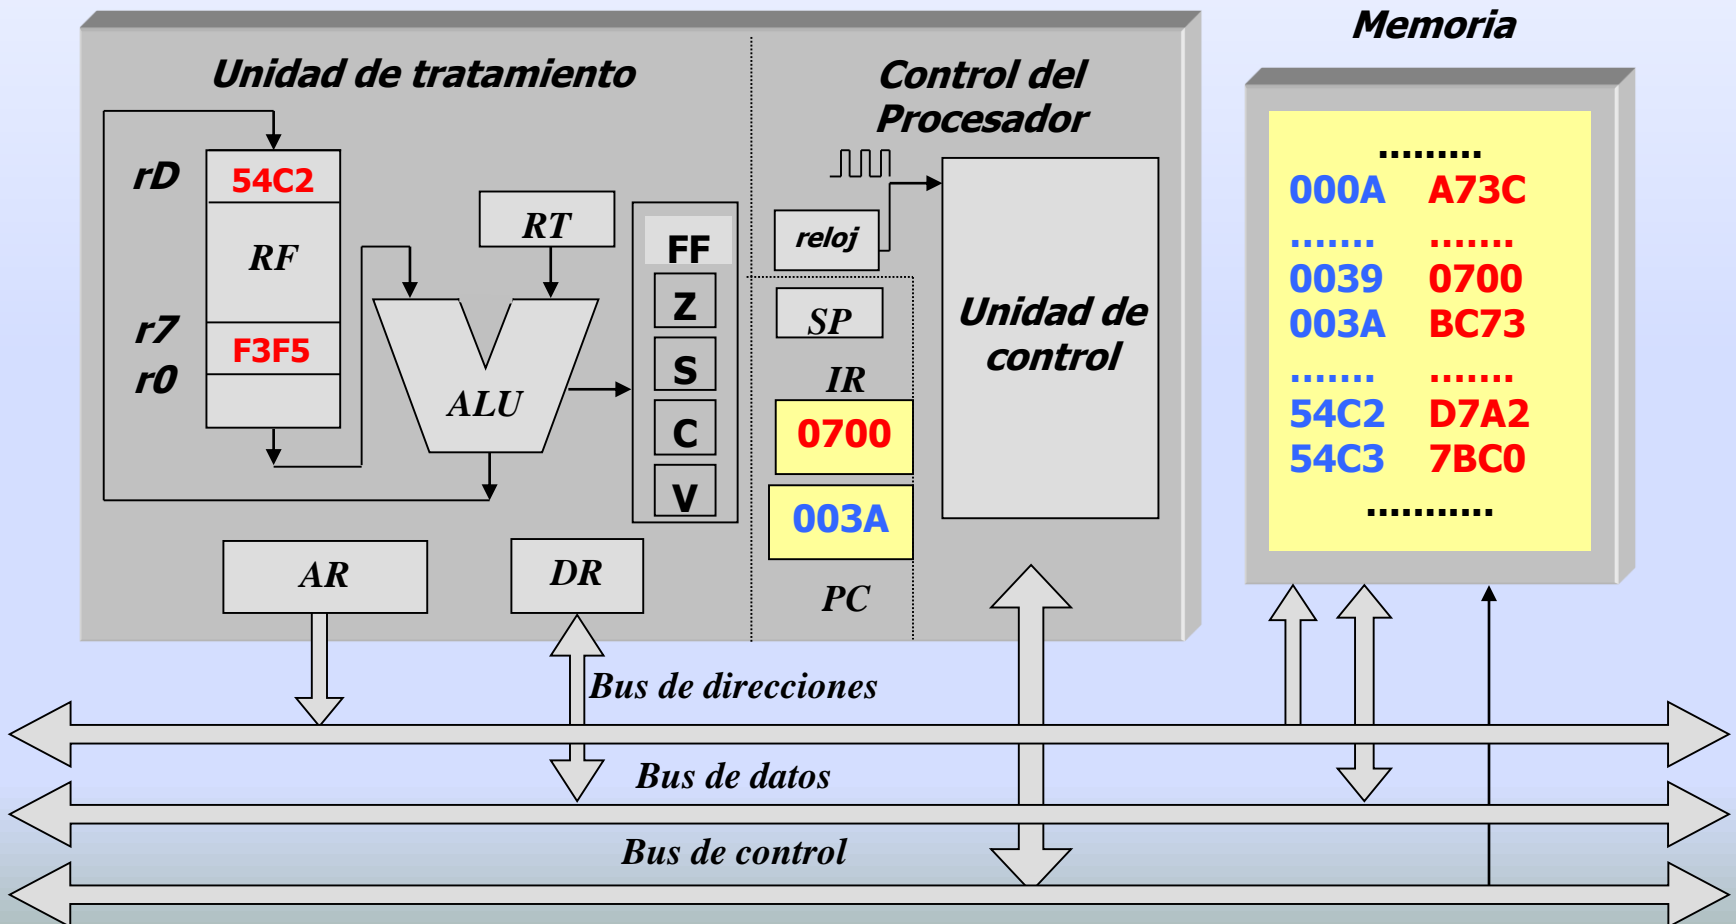 Memoria
Unidad de tratamiento
Control del
Procesador
rD
54C2
RF
r7
F3F5
r0
RT
ALU
FF
Z
S
C
V
reloj
SP
IR
0700
003A
PC
Unidad de
control
.........
000A A73C
....... .......
0039 0700
003A BC73
....... .......
54C2 D7A2
54C3 7BC0
...........
AR
DR
Bus de direcciones
Bus de datos
Bus de control